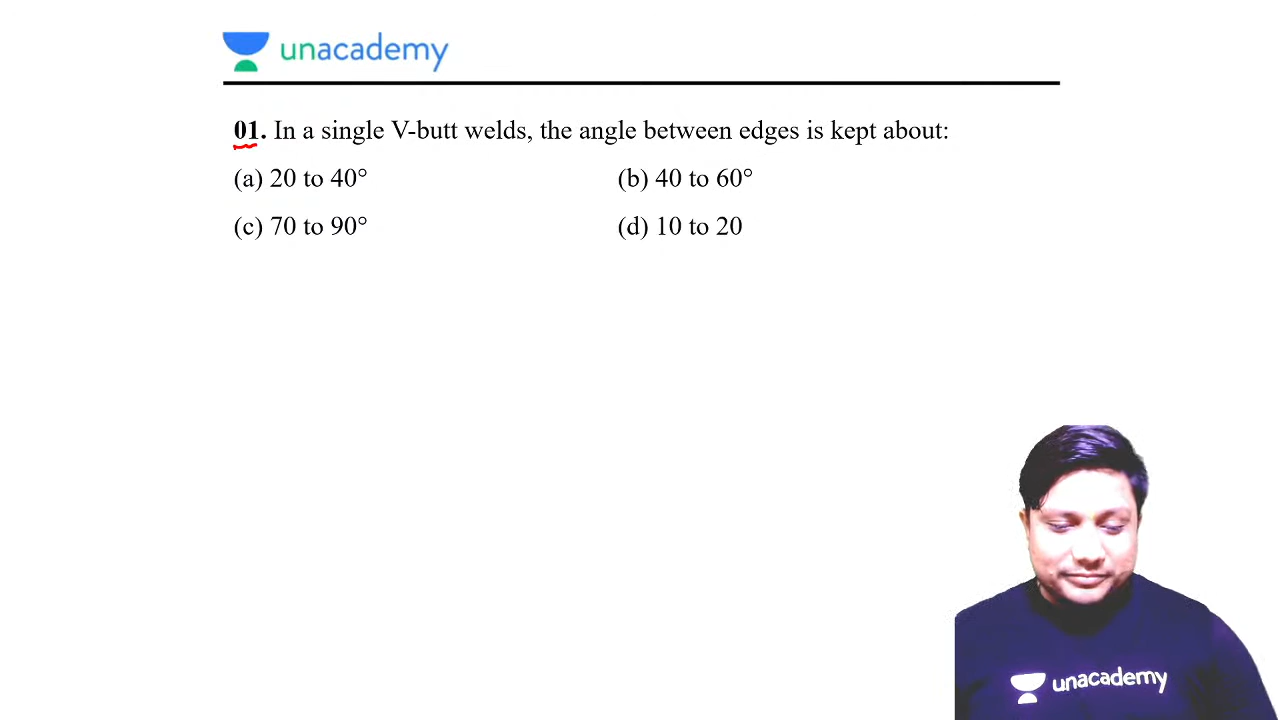 unacademy
01. In a single V-butt welds, the angle between edges is kept about:
(a) 20 to 40° (b) 40 to 60°
(c) 70 to 90° (d) 10 to 20
unacademy